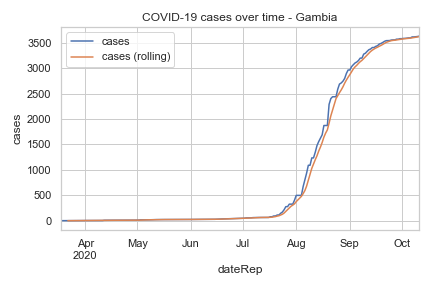 COVID-19 cases over time - Gambia
cases
cases (rolling)
cases
3500
3000
2500
2000
1500
1000
500
0
Apr May Jun Jul Aug Sep Oct
2020
dateRep